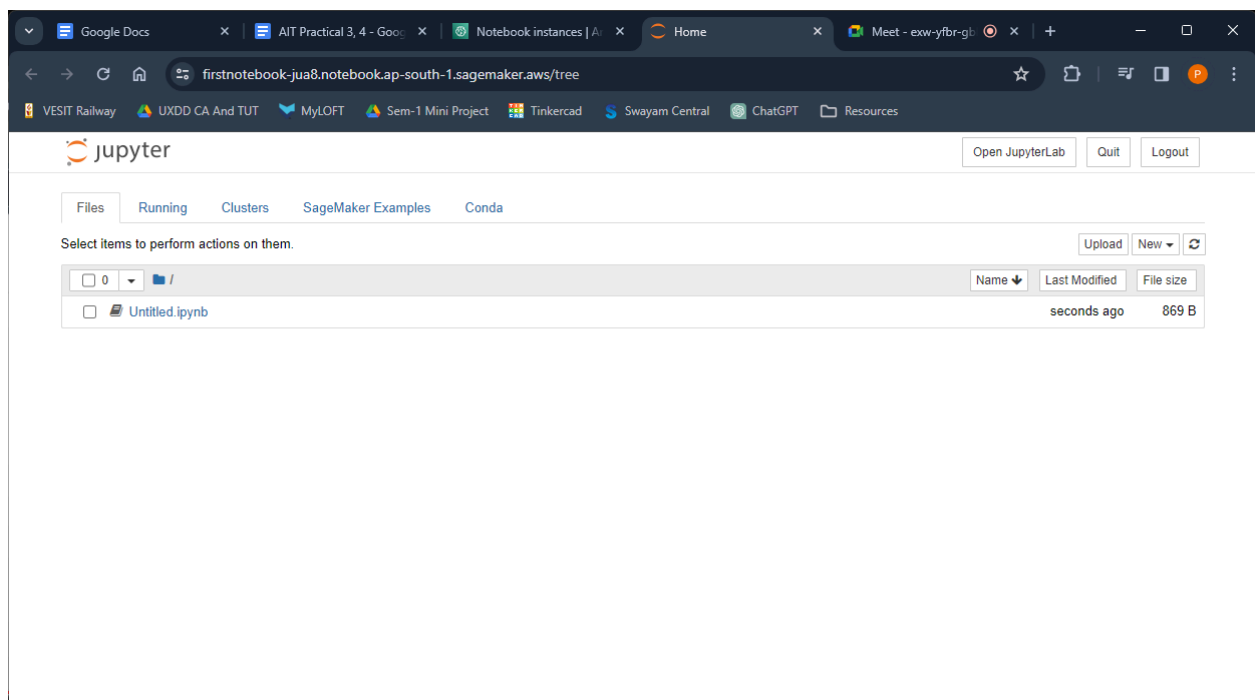 Google Docs AIT Practical 3, 4 - Goog Notebook instances | A Home Meet - exw-yfbr-gb
firstnotebook-jua8.notebook.ap-south-1.sagemaker.aws/tree P
VESIT Railway UXDD CA And TUT MyLOFT Sem-1 Mini Project Tinkercad Swayam Central ChatGPT Resources
jupyter Open JupyterLab Quit Logout
Files Running Clusters SageMaker Examples Conda
Select items to perform actions on them. Upload New
0 / Name Last Modified File size
Untitled.ipynb seconds ago 869 B